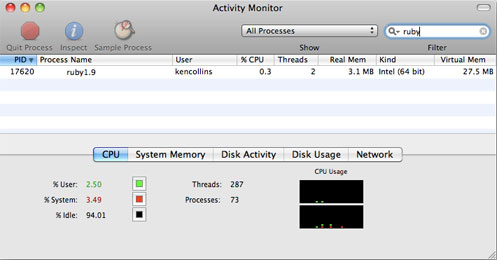 Activity Monitor
Quit Process Inspect Sample Process All Processes ruby
Show Filter
PID Process Name User % CPU Threads Real Mem Kind Virtual Mem
17620 ruby1.9 kencollins 0.3 2 3.1 MB Intel (64 bit) 27.5 MB
CPU System Memory Disk Activity Disk Usage Network
CPU Usage
% User: 2.50 Threads: 287
% System: 3.49 Processes: 73
% Idle: 94.01